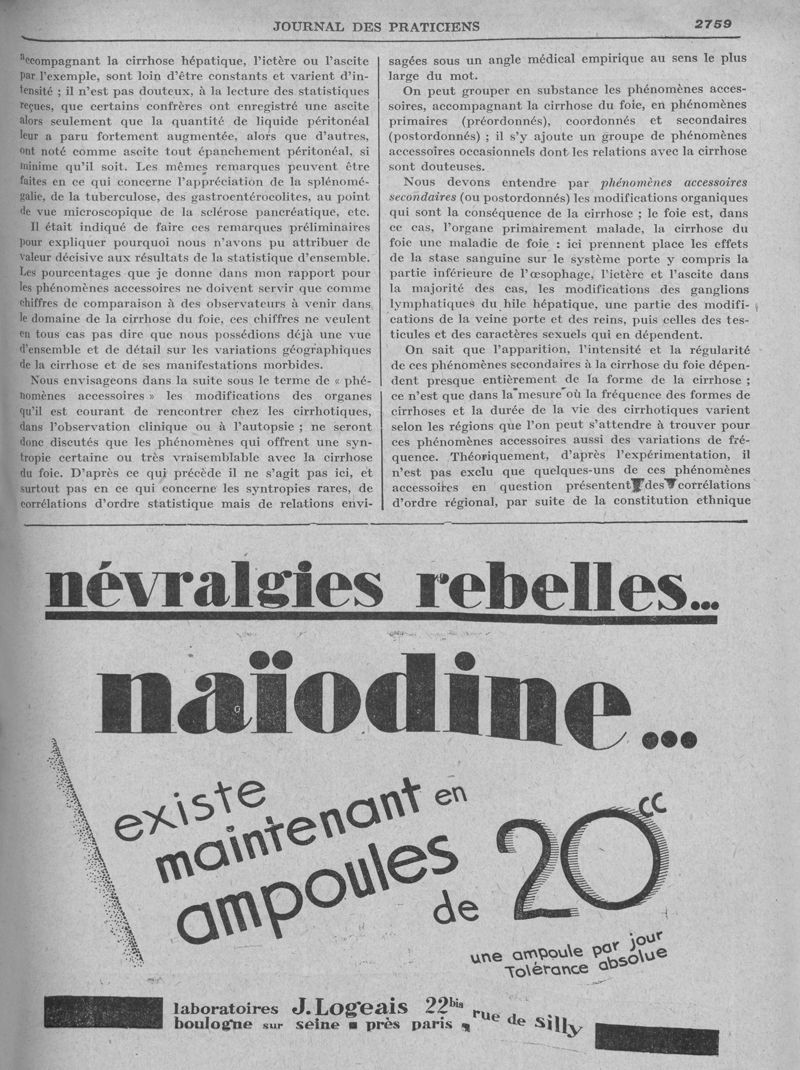 JOURNAL DES PRATICIENS
2759
accompagnant la cirrhose hépatique, l'ictère ou l'ascite
par l'exemple, sont loin d'être constants et varient d'in-
tensité ; il n'est pas douteux, à la lecture des statistiques
reçues, que certains confrères ont enregistré une ascite
alors seulement que la quantité de liquide péritonéal
leur a paru fortement augmentée, alors que d'autres,
ont noté comme ascite tout épanchement péritonéal, si
minime qu'il soit. Les mêmes remarques peuvent être
faites en ce qui concerne l'appréciation de la splénomé-
galie, de la tuberculose, des gastroentérocolites, au point
de vue microscopique de la sclérose pancréatique, etc.
Il était indiqué de faire ces remarques préliminaires
pour expliquer pourquoi nous n'avons pu attribuer de
valeur décisive aux résultats de la statistique d'ensemble.
Les pourcentages que je donne dans mon rapport pour
les phénomènes accessoires ne doivent servir que comme
chiffres de comparaison à des observateurs à venir dans
le domaine de la cirrhose du foie, ces chiffres ne veulent
en tous cas pas dire que nous possédions déjà une vue
d'ensemble et de détail sur les variations géographiques
de la cirrhose et de ses manifestations morbides.
Nous envisageons dans la suite sous le terme de « phé-
nomènes accessoires » les modifications des organes
qu'il est courant de rencontrer chez les cirrhotiques,
dans l'observation clinique ou à l'autopsie ; ne seront
donc discutés que les phénomènes qui offrent une syn-
tropie certaine ou très vraisemblable avec la cirrhose
du foie. D'après ce qui précède il ne s'agit pas ici, et
surtout pas en ce qui concerne les syntropies rares, de
corrélations d'ordre statistique mais de relations envi-
sagées sous un angle médical empirique au sens le plus
large du mot.
On peut grouper en substance les phénomènes acces-
soires, accompagnant la cirrhose du foie, en phénomènes
primaires (préordonnés), coordonnés et secondaires
(postordonnés) ; il s'y ajoute un groupe de phénomènes
accessoires occasionnels dont les relations avec la cirrhose
sont douteuses.
Nous devons entendre par phénomènes accessoires
secondaires (ou postordonnés) les modifications organiques
qui sont la conséquence de la cirrhose ; le foie est, dans
ce cas, l'organe primairement malade, la cirrhose du
foie une maladie de foie : ici prennent place les effets
de la stase sanguine sur le système porte y compris la
partie inférieure de l'œsophage, l'ictère et l'ascite dans
la majorité des cas, les modifications des ganglions
lymphatiques du hile hépatique, une partie des modifi-
cations de la veine porte et des reins, puis celles des tes-
ticules et des caractères sexuels qui en dépendent.
On sait que l'apparition, l'intensité et la régularité
de ces phénomènes secondaires à la cirrhose du foie dépen-
dent presque entièrement de la forme de la cirrhose ;
ce n'est que dans la mesure où la fréquence des formes de
cirrhoses et la durée de la vie des cirrhotiques varient
selon les régions que l'on peut s'attendre à trouver pour
ces phénomènes accessoires aussi des variations de fré-
quence. Théoriquement, d'après l'expérimentation, il
n'est pas exclu que quelques-uns de ces phénomènes
accessoires en question présentent des corrélations
d'ordre régional, par suite de la constitution ethnique
névralgies rebelles...
naïodine...
existe
maintenant en
ampoules
de 20cc
une ampoule par jour
Tolérance absolue
laboratoires J. Logeais 22bis rue de Silly
boulogne sur seine ■ près paris